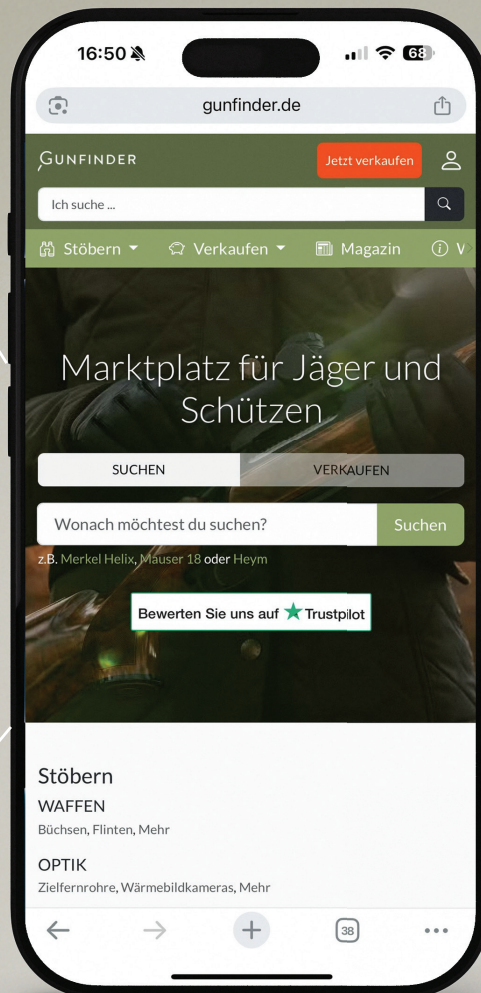 16:50
68
gunfinder.de
GUNFINDER
Jetzt verkaufen
Ich suche ...
Stöbern
Verkaufen
Magazin
V
Marktplatz für Jäger und
Schützen
SUCHEN
VERKAUFEN
Wonach möchtest du suchen?
Suchen
z.B. Merkel Helix, Mauser 18 oder Heym
Bewerten Sie uns auf Trustpilot
Stöbern
WAFFEN
Büchsen, Flinten, Mehr
OPTIK
Zielfernrohre, Wärmebildkameras, Mehr
38